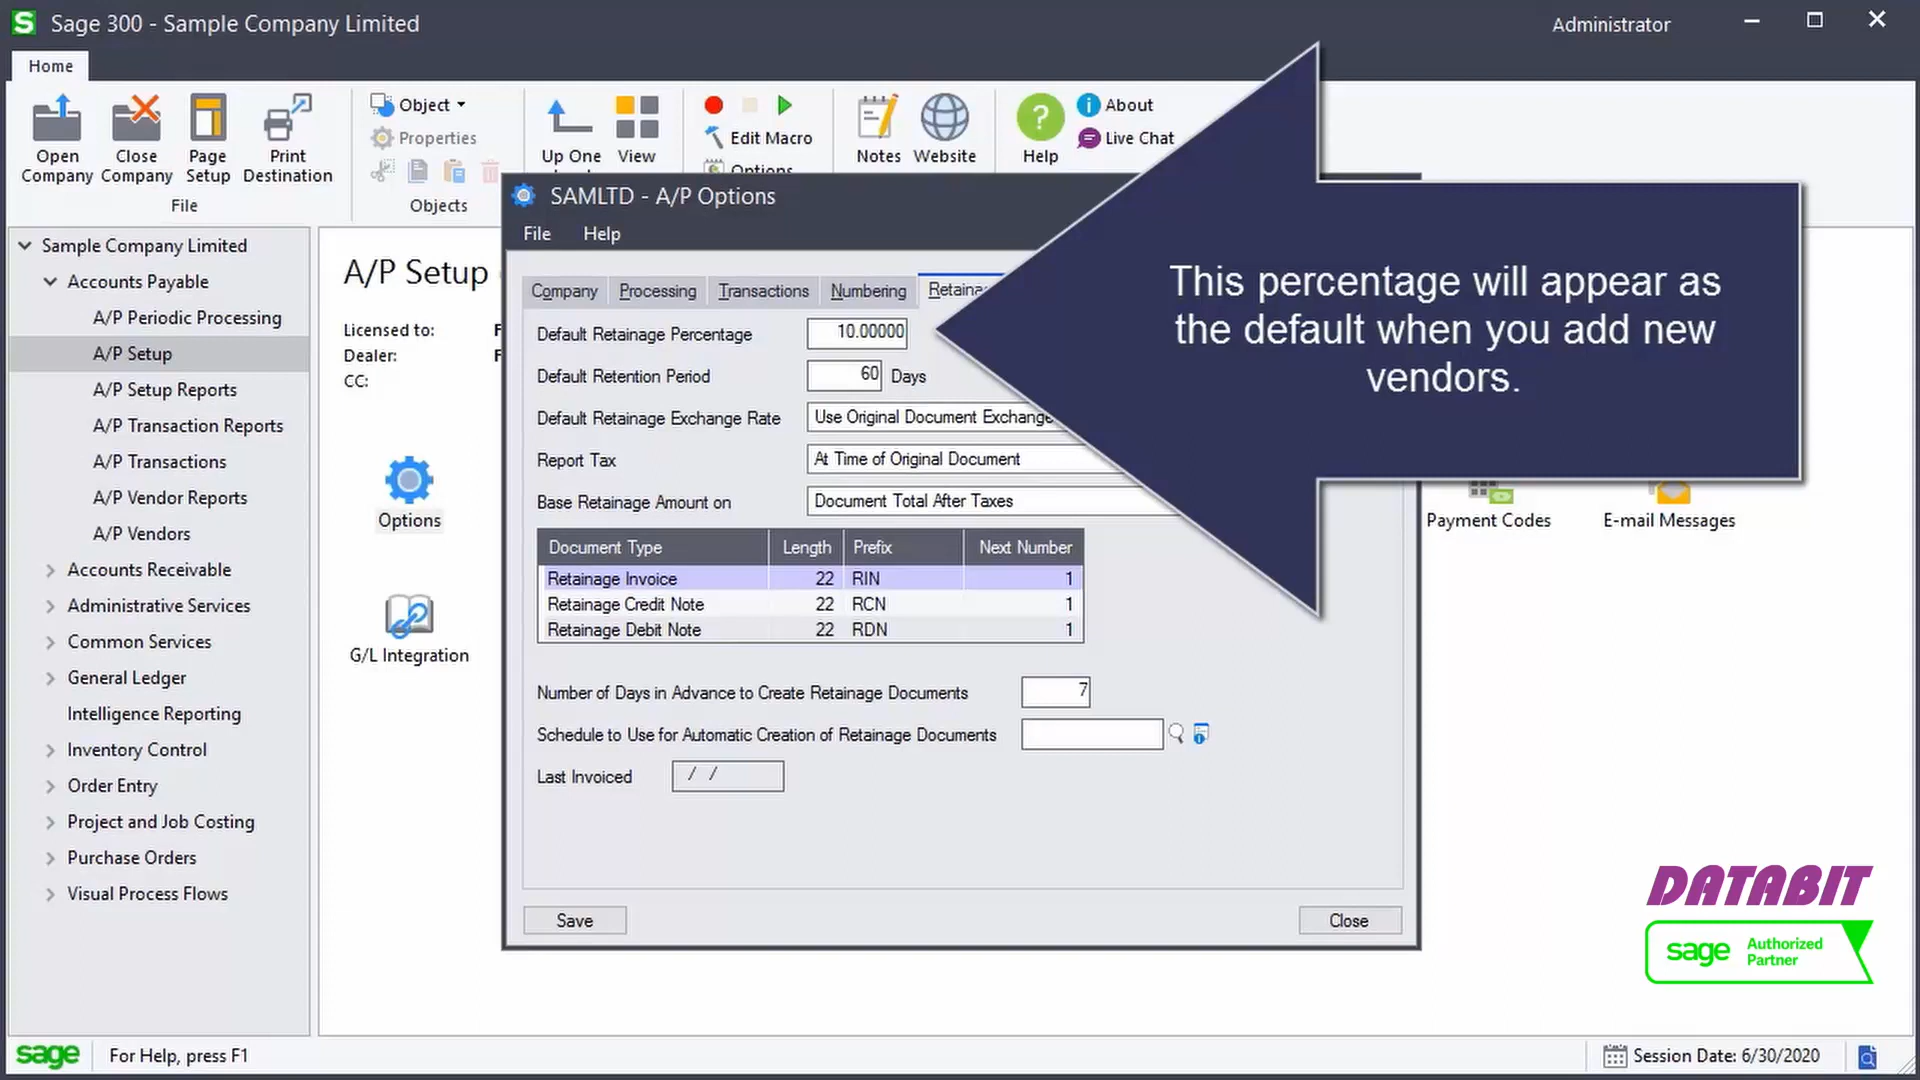 Sage 300 - Sample Company Limited
Administrator
Home
Open Company
Close Company
Page Setup
Print Destination
File
Object
Properties
Objects
Up One
View
Edit Macro
Options
Notes
Website
Help
About
Live Chat
Sample Company Limited
Accounts Payable
A/P Periodic Processing
A/P Setup
A/P Setup Reports
A/P Transaction Reports
A/P Transactions
A/P Vendor Reports
A/P Vendors
Accounts Receivable
Administrative Services
Common Services
General Ledger
Intelligence Reporting
Inventory Control
Order Entry
Project and Job Costing
Purchase Orders
Visual Process Flows
A/P Setup
Licensed to:
Dealer:
CC:
Options
G/L Integration
Payment Codes
E-mail Messages
SAMLTD - A/P Options
File Help
Company Processing Transactions Numbering
Default Retainage Percentage 10.00000
Default Retention Period 60 Days
Default Retainage Exchange Rate Use Original Document Exchange
Report Tax At Time of Original Document
Base Retainage Amount on Document Total After Taxes
Document Type Length Prefix Next Number
Retainage Invoice 22 RIN 1
Retainage Credit Note 22 RCN 1
Retainage Debit Note 22 RDN 1
Number of Days in Advance to Create Retainage Documents 7
Schedule to Use for Automatic Creation of Retainage Documents
Last Invoiced / /
Save
Close
This percentage will appear as
the default when you add new
vendors.
DATABIT
sage Authorized
Partner
sage
For Help, press F1
Session Date: 6/30/2020